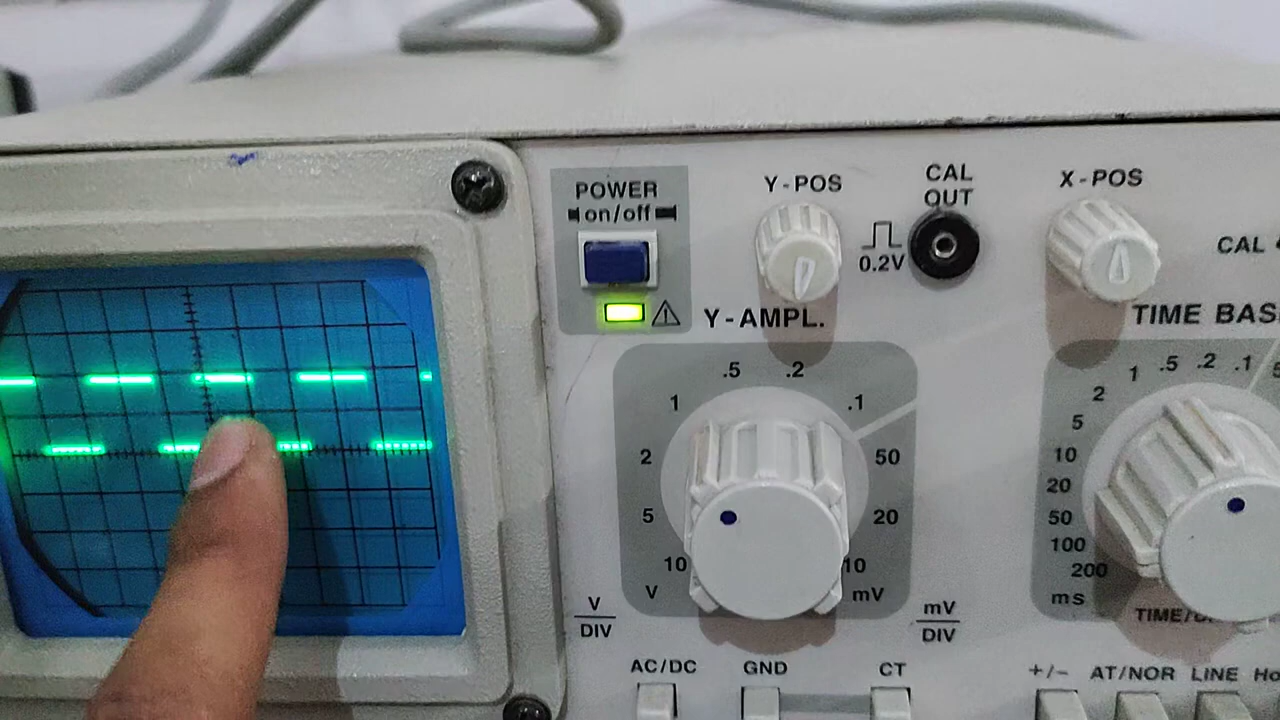 POWER
on/off
Y-POS
CAL
OUT
0.2V
X-POS
CAL
Y-AMPL.
TIME BAS
.5 .2
1 .1
2 50
5 20
10 10
V mV
V
DIV
mV
DIV
1 .5 .2 .1
2
5
10
20
50
100
200
ms
AC/DC GND CT
+/- AT/NOR LINE